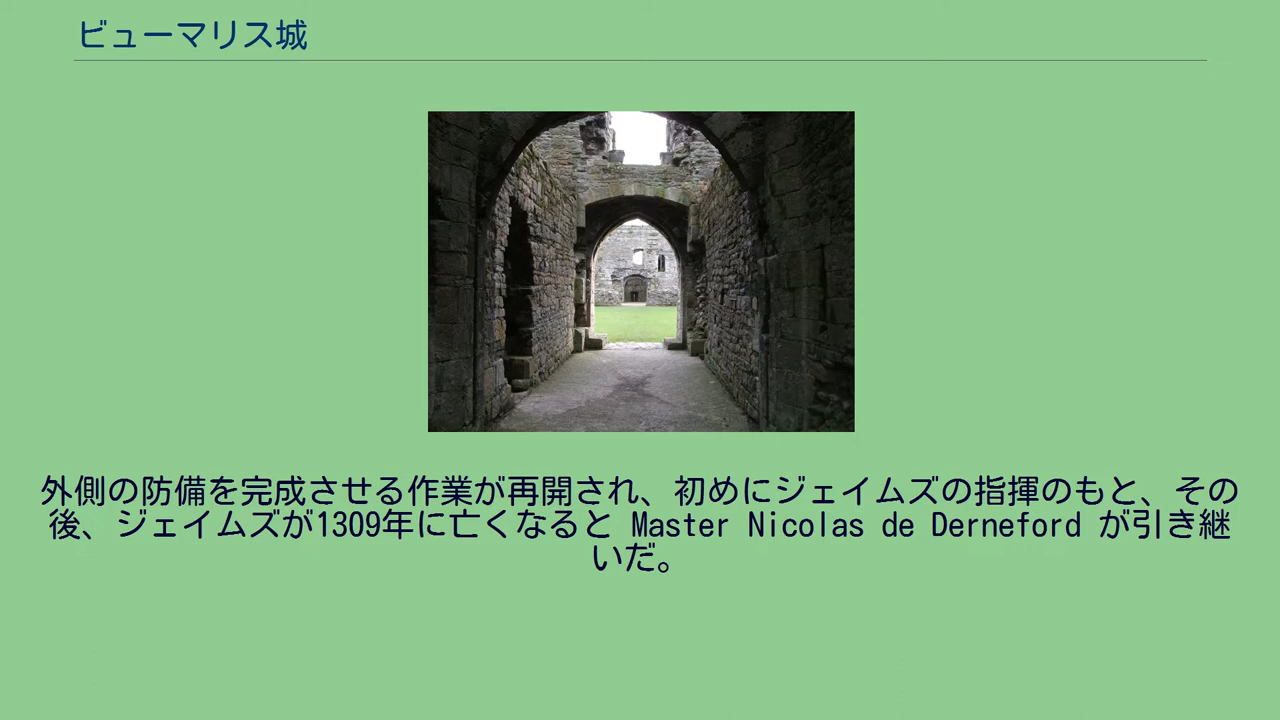 ビューマリス城
外側の防備を完成させる作業が再開され、初めにジェイムズの指揮のもと、その
後、ジェイムズが1309年に亡くなると Master Nicolas de Derneford が引き継
いだ。